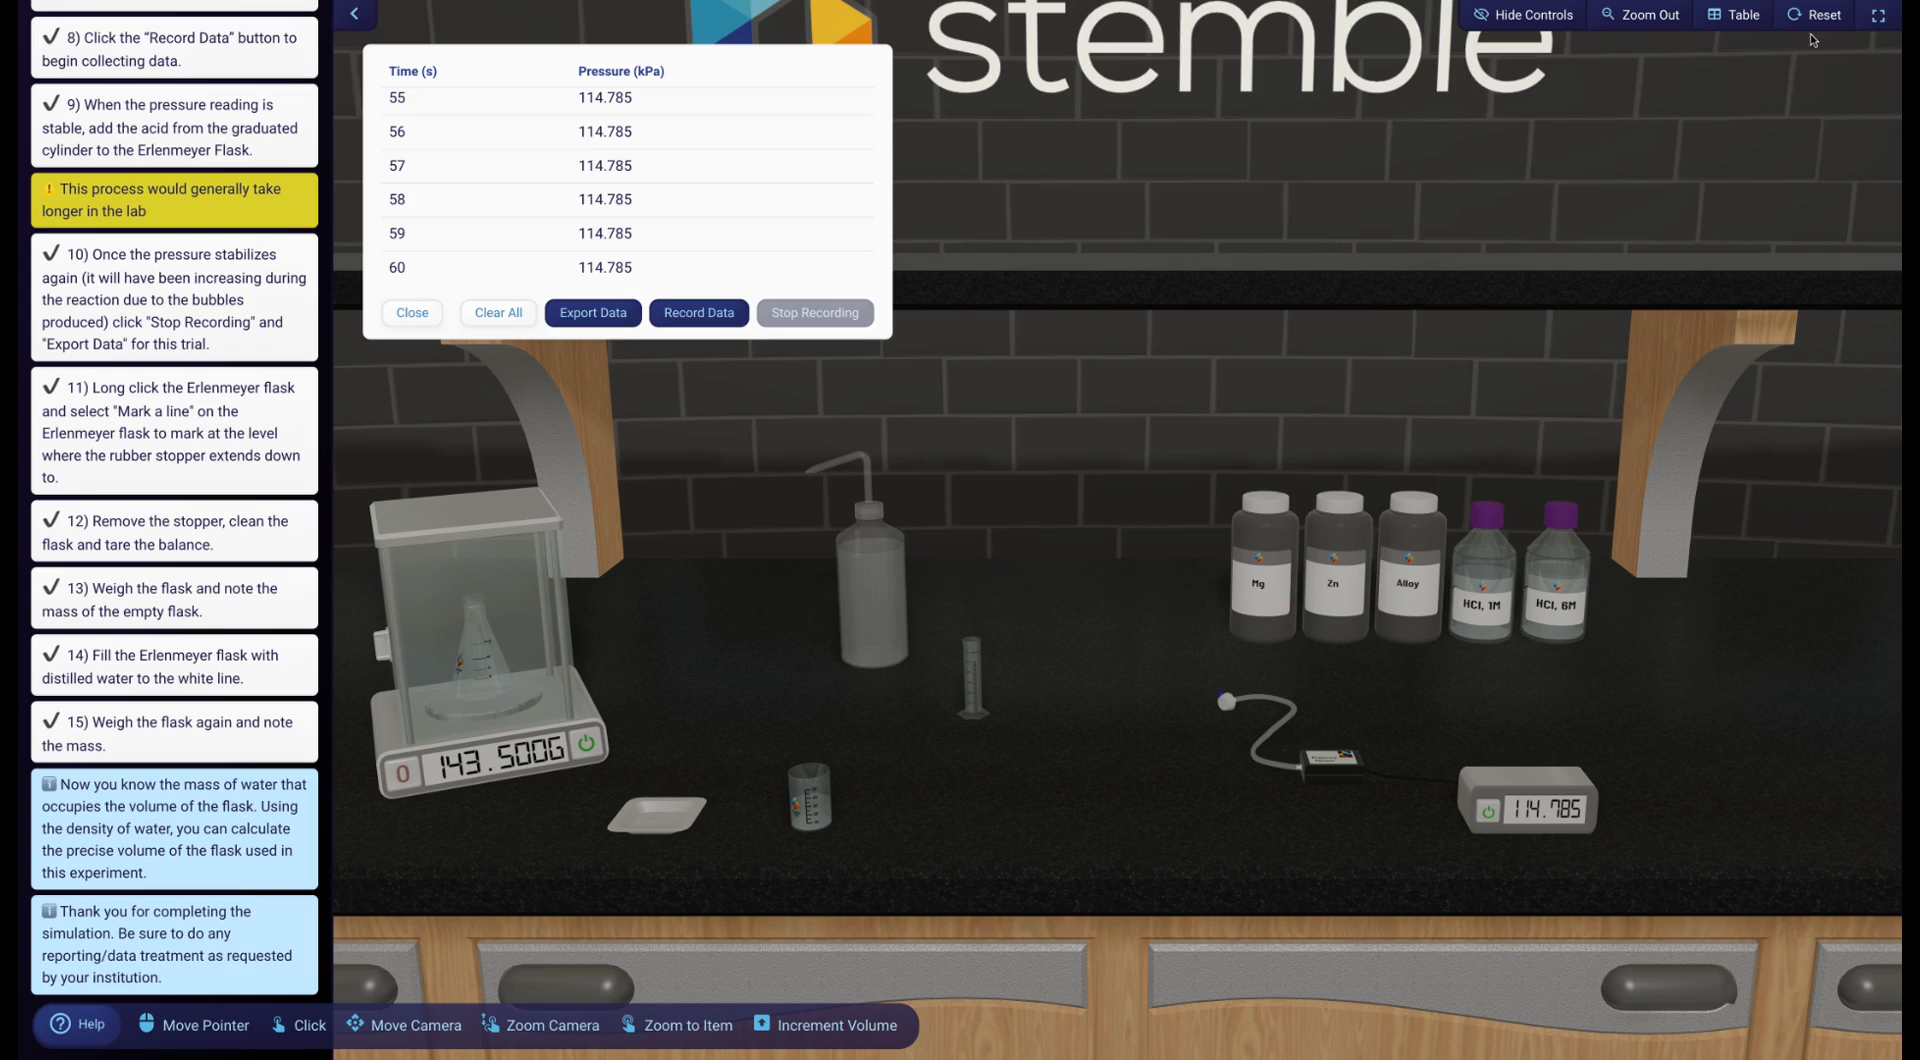 stemble
Hide Controls
Zoom Out
Table
Reset
8) Click the “Record Data” button to
begin collecting data.
9) When the pressure reading is
stable, add the acid from the graduated
cylinder to the Erlenmeyer Flask.
This process would generally take
longer in the lab
10) Once the pressure stabilizes
again (it will have been increasing during
the reaction due to the bubbles
produced) click "Stop Recording" and
"Export Data" for this trial.
11) Long click the Erlenmeyer flask
and select "Mark a line" on the
Erlenmeyer flask to mark at the level
where the rubber stopper extends down
to.
12) Remove the stopper, clean the
flask and tare the balance.
13) Weigh the flask and note the
mass of the empty flask.
14) Fill the Erlenmeyer flask with
distilled water to the white line.
15) Weigh the flask again and note
the mass.
Now you know the mass of water that
occupies the volume of the flask. Using
the density of water, you can calculate
the precise volume of the flask used in
this experiment.
Thank you for completing the
simulation. Be sure to do any
reporting/data treatment as requested
by your institution.
Time (s) Pressure (kPa)
55 114.785
56 114.785
57 114.785
58 114.785
59 114.785
60 114.785
Close
Clear All
Export Data
Record Data
Stop Recording
Mg
Zn
Alloy
HCl, 1M
HCl, 6M
0
143.500G
114.785
Help
Move Pointer
Click
Move Camera
Zoom Camera
Zoom to Item
Increment Volume